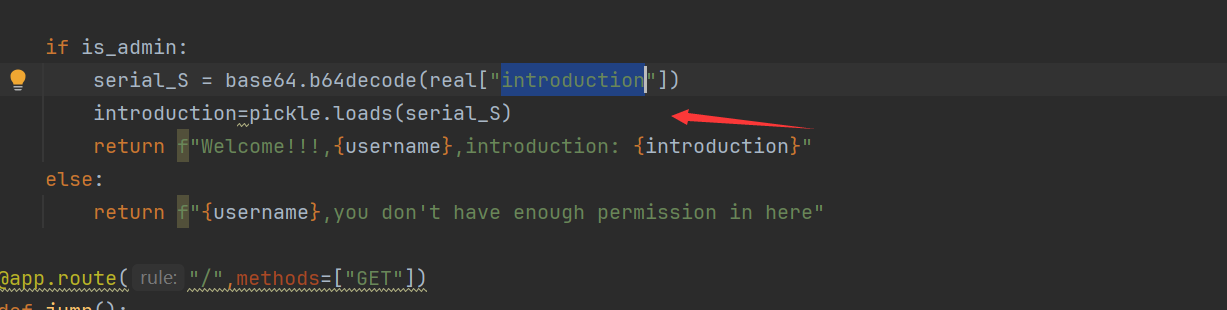 if is_admin:
serial_S = base64.b64decode(real["introduction"])
introduction=pickle.loads(serial_S)
return f"Welcome!!!,{username},introduction: {introduction}"
else:
return f"{username},you don't have enough permission in here"
@app.route( rule: "/",methods=["GET"])
def jump():